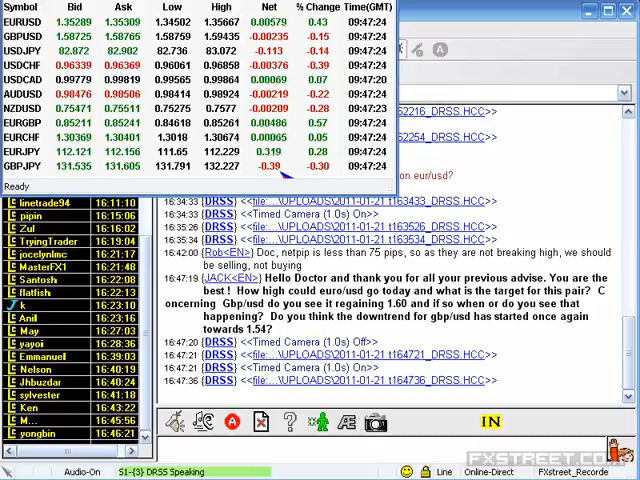 Symbol Bid Ask Low High Net % Change Time(GMT)
EURUSD 1.35289 1.35309 1.34502 1.35667 0.00579 0.43 09:47:24
GBPUSD 1.58725 1.58765 1.58759 1.59435 -0.00235 -0.15 09:47:24
USDJPY 82.872 82.902 82.736 83.072 -0.113 -0.14 09:47:24
USDCHF 0.96339 0.96369 0.96061 0.96858 -0.00376 -0.39 09:47:24
USDCAD 0.99779 0.99819 0.99565 0.99864 0.00069 0.07 09:47:20
AUDUSD 0.98476 0.98506 0.98414 0.98924 -0.00219 -0.22 09:47:24
NZDUSD 0.75471 0.75511 0.75275 0.7577 -0.00209 -0.28 09:47:23
EURGBP 0.85211 0.85241 0.84618 0.85261 0.00486 0.57 09:47:24
EURCHF 1.30369 1.30401 1.3018 1.30674 0.00065 0.05 09:47:24
EURJPY 112.121 112.156 111.65 112.229 0.319 0.28 09:47:24
GBPJPY 131.535 131.605 131.791 132.227 -0.39 -0.30 09:47:24
Ready
62216_DRSS.HCC>>
62254_DRSS.HCC>>
on eur/usd?
16:34:33 {DRSS} <<file:...\UPLOADS\2011-01-21 t163433_DRSS.HCC>>
16:34:33 {DRSS} <<Timed Camera (1.0s) On>>
16:35:26 {DRSS} <<file:...\UPLOADS\2011-01-21 t163526_DRSS.HCC>>
16:35:34 {DRSS} <<file:...\UPLOADS\2011-01-21 t163534_DRSS.HCC>>
16:42:00 {Rob<EN>} Doc, netpip is less than 75 pips, so as they are not breaking high, we should
be selling, not buying
16:47:19 {JACK<EN>} Hello Doctor and thank you for all your previous advise. You are the
best ! How high could euro/usd go today and what is the target for this pair? C
oncerning Gbp/usd do you see it regaining 1.60 and if so when or do you see that
happening? Do you think the downtrend for gbp/usd has started once again
towards 1.54?
16:47:20 {DRSS} <<Timed Camera (1.0s) Off>>
16:47:21 {DRSS} <<file:...\UPLOADS\2011-01-21 t164721_DRSS.HCC>>
16:47:21 {DRSS} <<Timed Camera (1.0s) On>>
16:47:36 {DRSS} <<file:...\UPLOADS\2011-01-21 t164736_DRSS.HCC>>
linetrade94 16:11:10
pipin 16:15:06
Zul 16:16:02
TryingTrader 16:19:04
jocelynlmc 16:21:21
MasterFX1 16:21:48
Santosh 16:22:08
flatfish 16:22:12
k 16:23:10
Anil 16:23:16
May 16:27:33
yayoi 16:28:36
Emmanuel 16:39:03
Nelson 16:40:19
Jhbuzdar 16:40:24
sylvester 16:41:18
Ken 16:43:22
M... 16:45:56
yongbin 16:46:21
A Æ IN
Audio-On S1-{3} DRSS Speaking Line Online-Direct FXstreet_Recorde
FXSTREET.COM